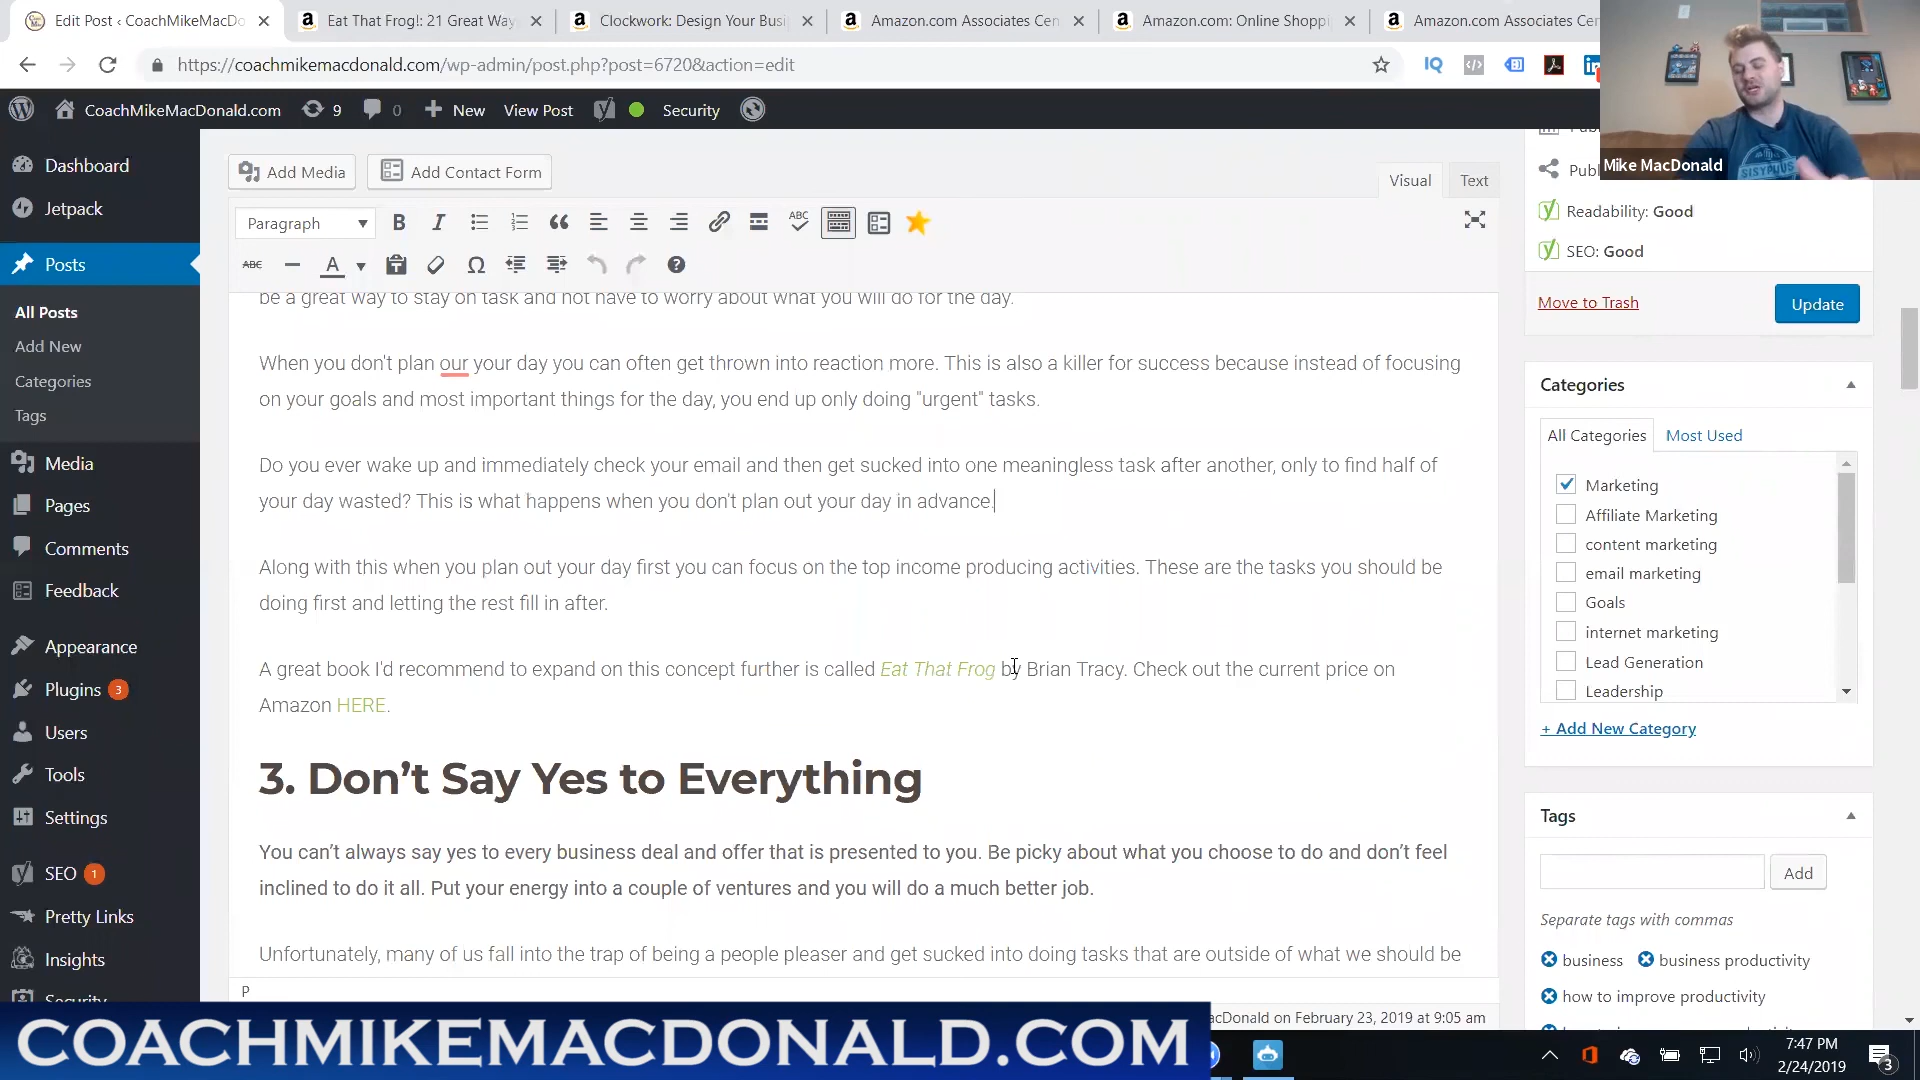 Edit Post ‹ CoachMikeMacDo
Eat That Frog!: 21 Great Way
Clockwork: Design Your Busi
Amazon.com Associates Cen
Amazon.com: Online Shoppi
Amazon.com Associates Cen
https://coachmikemacdonald.com/wp-admin/post.php?post=6720&action=edit
IQ
CoachMikeMacDonald.com
9
0
New
View Post
Security
Mike MacDonald
Dashboard
Jetpack
Posts
All Posts
Add New
Categories
Tags
Media
Pages
Comments
Feedback
Appearance
Plugins 3
Users
Tools
Settings
SEO 1
Pretty Links
Insights
Security
Add Media
Add Contact Form
Visual
Text
Paragraph
B
I
ABC
ABC
A
be a great way to stay on task and not have to worry about what you will do for the day.
When you don't plan our your day you can often get thrown into reaction more. This is also a killer for success because instead of focusing
on your goals and most important things for the day, you end up only doing "urgent" tasks.
Do you ever wake up and immediately check your email and then get sucked into one meaningless task after another, only to find half of
your day wasted? This is what happens when you don't plan out your day in advance.
Along with this when you plan out your day first you can focus on the top income producing activities. These are the tasks you should be
doing first and letting the rest fill in after.
A great book I'd recommend to expand on this concept further is called Eat That Frog by Brian Tracy. Check out the current price on
Amazon HERE.
3. Don’t Say Yes to Everything
You can’t always say yes to every business deal and offer that is presented to you. Be picky about what you choose to do and don’t feel
inclined to do it all. Put your energy into a couple of ventures and you will do a much better job.
Unfortunately, many of us fall into the trap of being a people pleaser and get sucked into doing tasks that are outside of what we should be
P
acDonald on February 23, 2019 at 9:05 am
Readability: Good
SEO: Good
Move to Trash
Update
Categories
All Categories
Most Used
Marketing
Affiliate Marketing
content marketing
email marketing
Goals
internet marketing
Lead Generation
Leadership
+ Add New Category
Tags
Add
Separate tags with commas
business
business productivity
how to improve productivity
COACHMIKEMACDONALD.COM
7:47 PM
2/24/2019
3